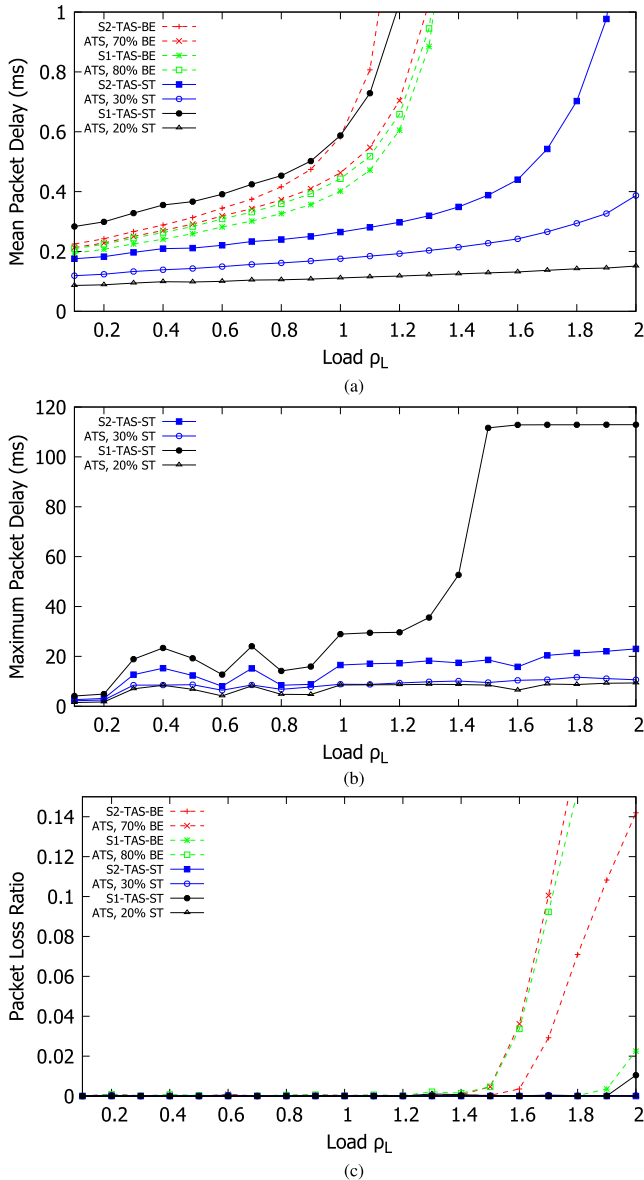 1
0.8
0.6
0.4
0.2
0
Mean Packet Delay (ms)
S2-TAS-BE
ATS, 70% BE
S1-TAS-BE
ATS, 80% BE
S2-TAS-ST
ATS, 30% ST
S1-TAS-ST
ATS, 20% ST
0.2 0.4 0.6 0.8 1 1.2 1.4 1.6 1.8 2
Load ρL
(a)
120
100
80
60
40
20
0
Maximum Packet Delay (ms)
S2-TAS-ST
ATS, 30% ST
S1-TAS-ST
ATS, 20% ST
0.2 0.4 0.6 0.8 1 1.2 1.4 1.6 1.8 2
Load ρL
(b)
0.14
0.12
0.1
0.08
0.06
0.04
0.02
0
Packet Loss Ratio
S2-TAS-BE
ATS, 70% BE
S1-TAS-BE
ATS, 80% BE
S2-TAS-ST
ATS, 30% ST
S1-TAS-ST
ATS, 20% ST
0.2 0.4 0.6 0.8 1 1.2 1.4 1.6 1.8 2
Load ρL
(c)